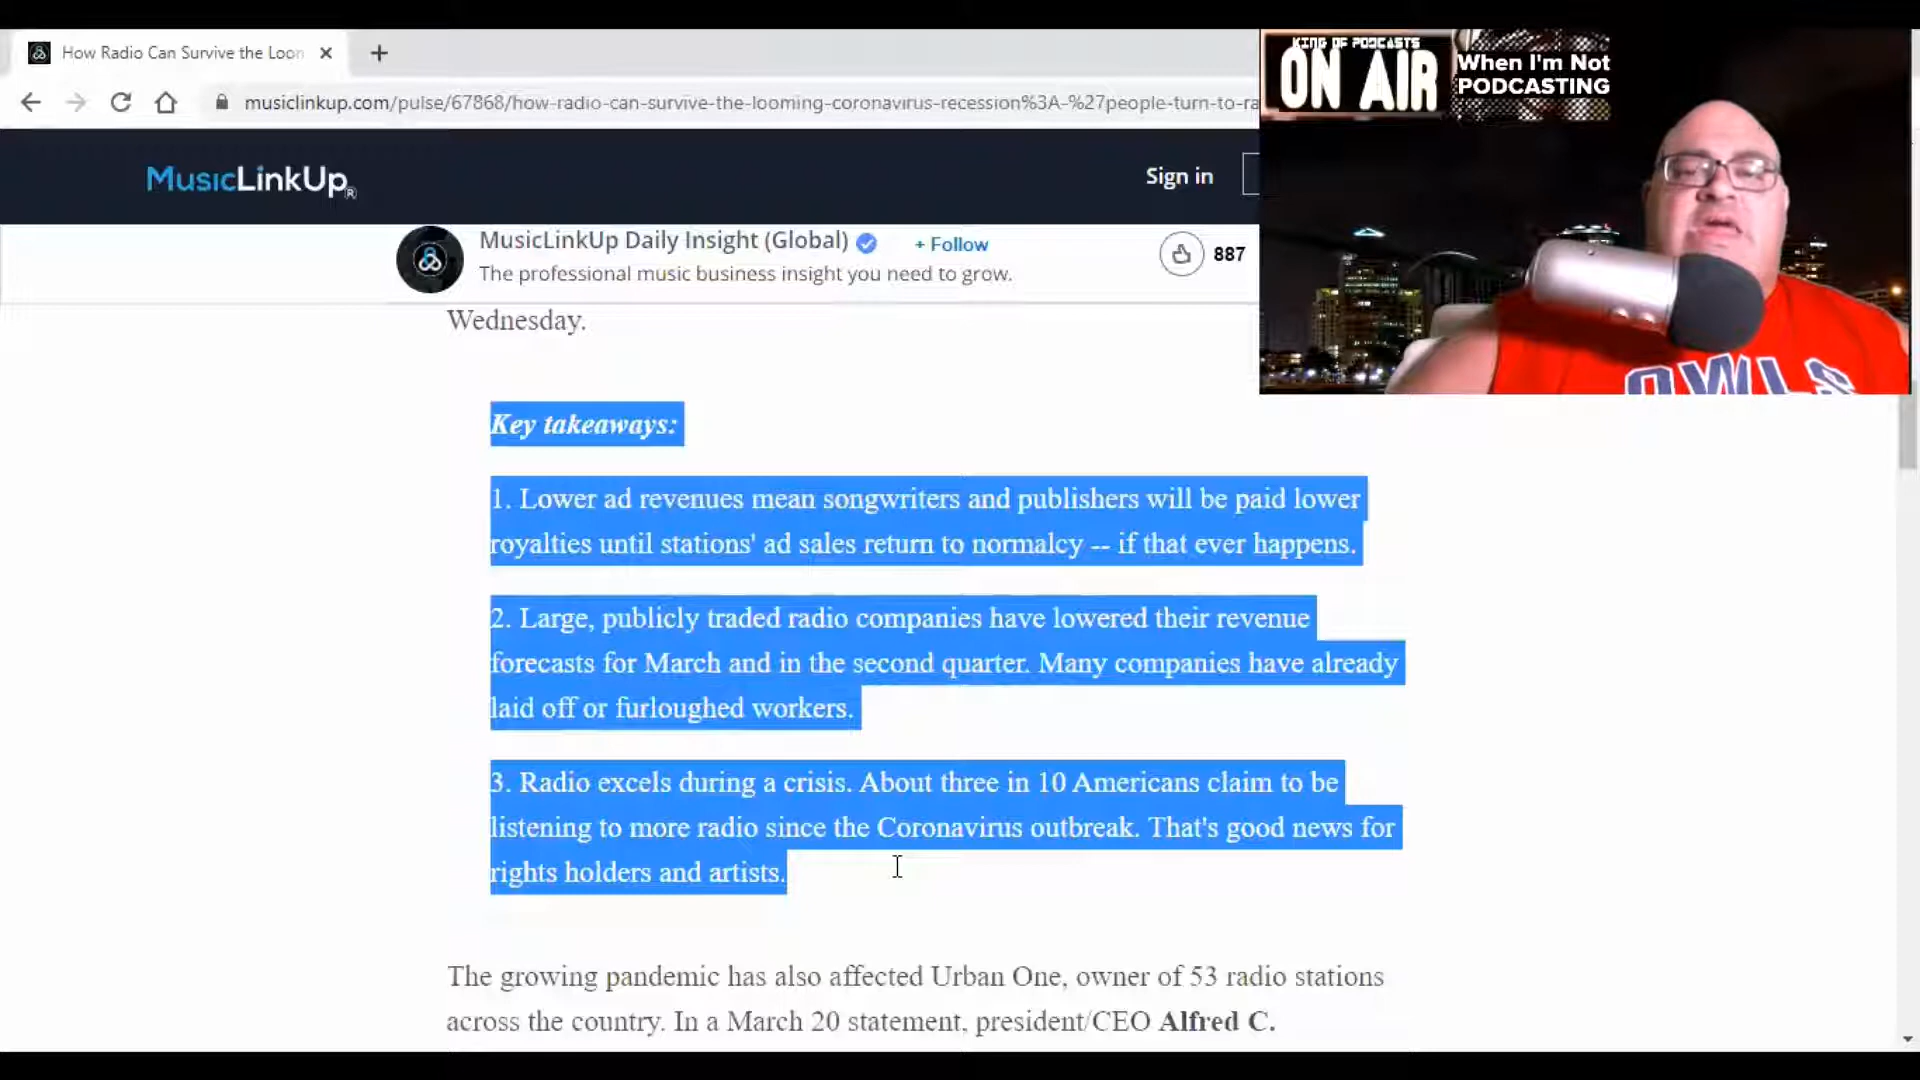 How Radio Can Survive the Loon
musiclinkup.com/pulse/67868/how-radio-can-survive-the-looming-coronavirus-recession%3A-%27people-turn-to-ra
KING OF PODCASTS
ON AIR
When I'm Not
PODCASTING
MusicLinkUp®
Sign in
MusicLinkUp Daily Insight (Global)
+ Follow
The professional music business insight you need to grow.
887
Wednesday.
Key takeaways:
1. Lower ad revenues mean songwriters and publishers will be paid lower
royalties until stations' ad sales return to normalcy -- if that ever happens.
2. Large, publicly traded radio companies have lowered their revenue
forecasts for March and in the second quarter. Many companies have already
laid off or furloughed workers.
3. Radio excels during a crisis. About three in 10 Americans claim to be
listening to more radio since the Coronavirus outbreak. That's good news for
rights holders and artists.
The growing pandemic has also affected Urban One, owner of 53 radio stations
across the country. In a March 20 statement, president/CEO Alfred C.
OWLS